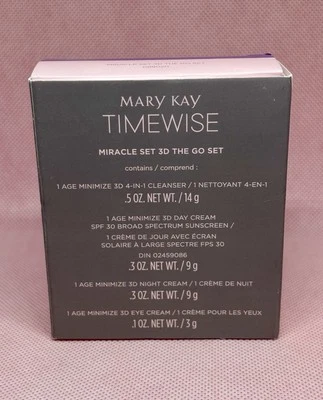 MARY KAY
TIMEWISE
MIRACLE SET 3D THE GO SET
contains / comprend :
1 AGE MINIMIZE 3D 4-IN-1 CLEANSER / 1 NETTOYANT 4-EN-1
.5 OZ. NET WT. / 14 g
1 AGE MINIMIZE 3D DAY CREAM
SPF 30 BROAD SPECTRUM SUNSCREEN /
1 CRÈME DE JOUR AVEC ÉCRAN
SOLAIRE À LARGE SPECTRE FPS 30
DIN 02459086
.3 OZ. NET WT. / 9 g
1 AGE MINIMIZE 3D NIGHT CREAM / 1 CRÈME DE NUIT
.3 OZ. NET WT. / 9 g
1 AGE MINIMIZE 3D EYE CREAM / 1 CRÈME POUR LES YEUX
.1 OZ. NET WT. / 3 g